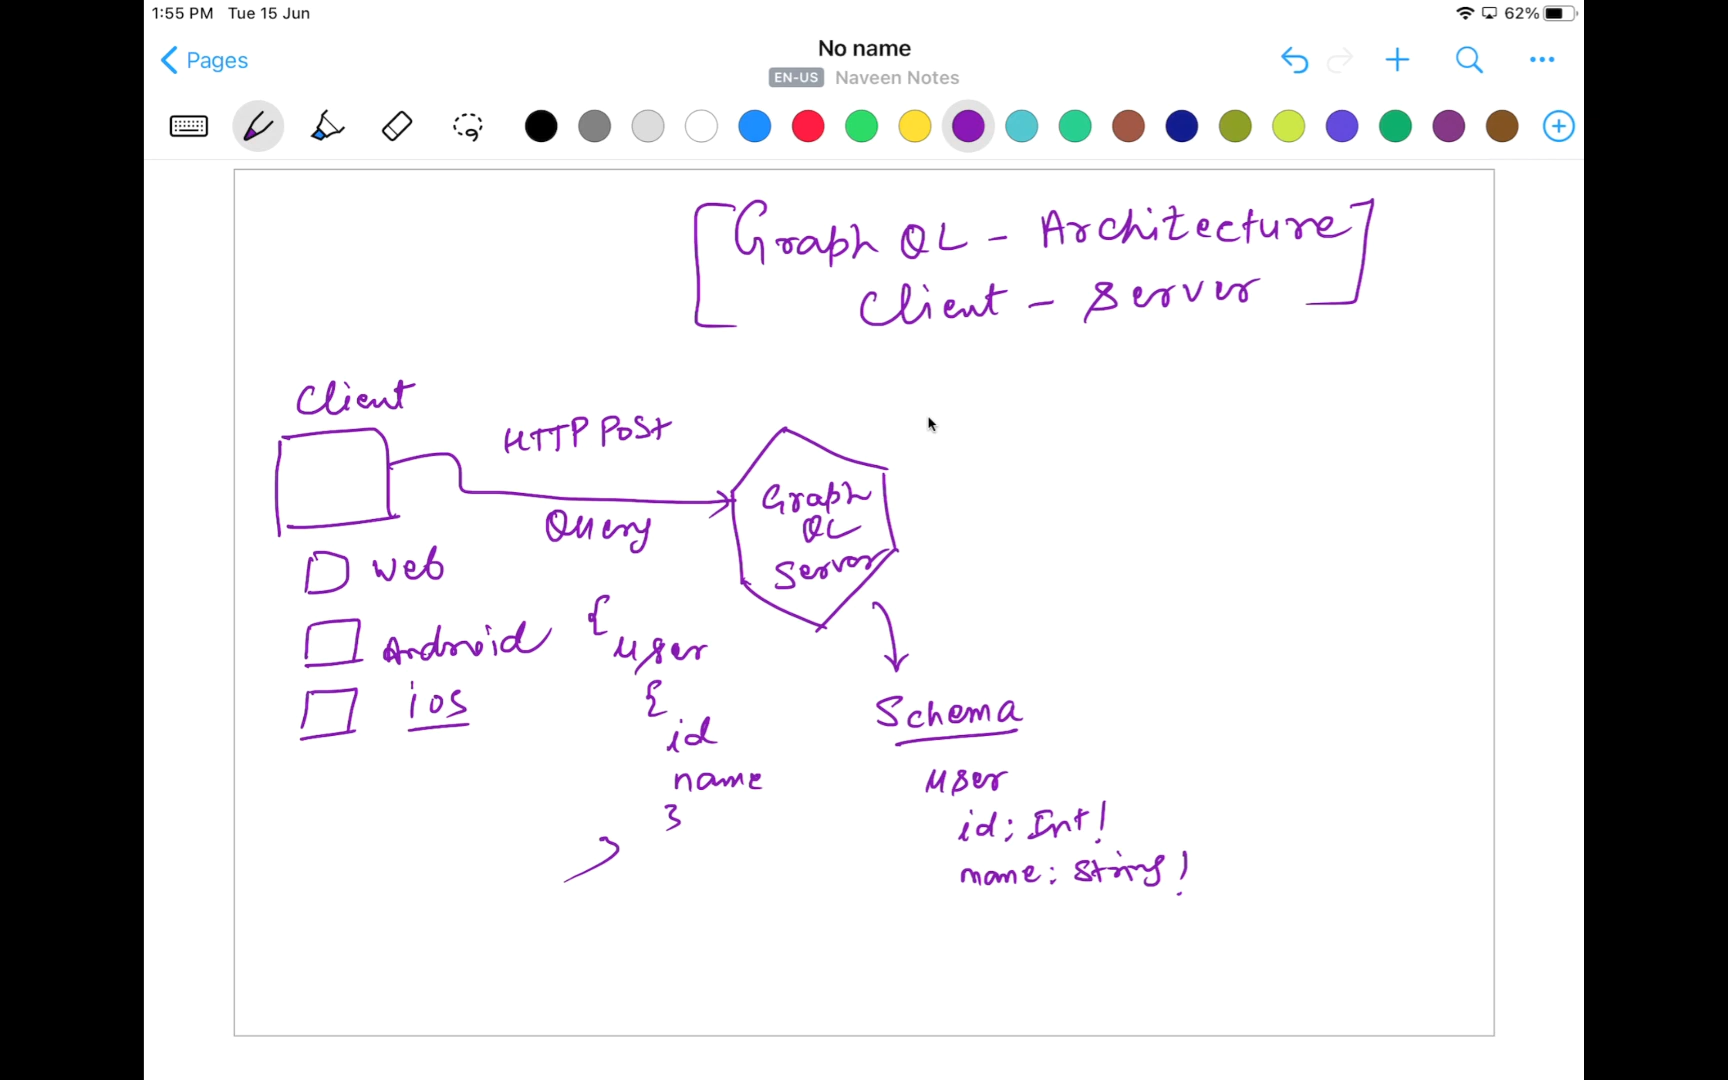 1:55 PM Tue 15 Jun
62%
Pages
No name
EN-US Naveen Notes
Graph QL - Architecture
Client - Server
Client
HTTP Post
Query
Graph
QL
Server
Web
Android
ios
{
user
{
id
name
}
}
Schema
user
id: Int!
name: String!